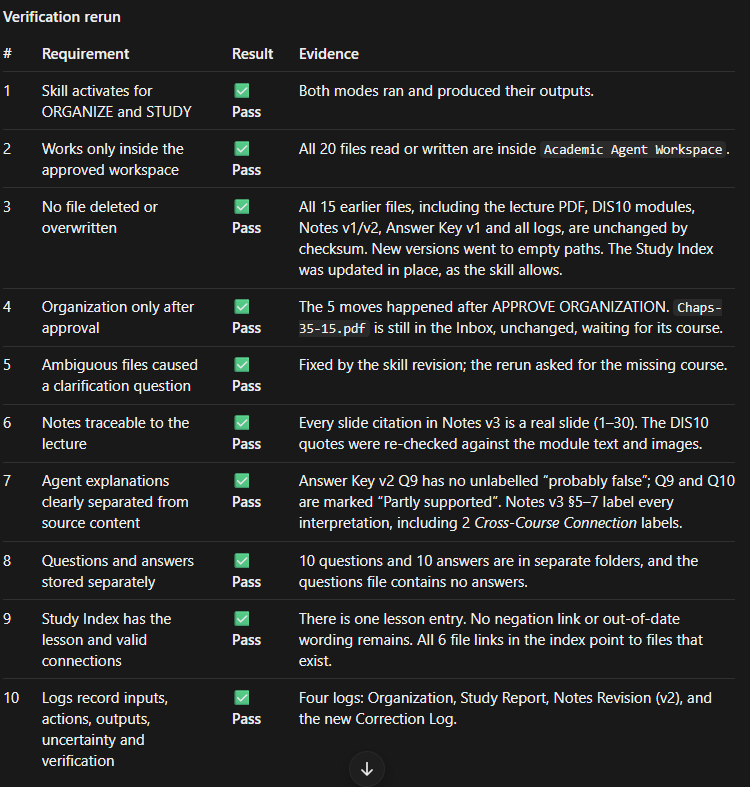 Verification rerun
# Requirement Result Evidence
1 Skill activates for ✅ Both modes ran and produced their outputs.
ORGANIZE and STUDY Pass
2 Works only inside the ✅ All 20 files read or written are inside Academic Agent Workspace.
approved workspace Pass
3 No file deleted or ✅ All 15 earlier files, including the lecture PDF, DIS10 modules,
overwritten Pass Notes v1/v2, Answer Key v1 and all logs, are unchanged by
checksum. New versions went to empty paths. The Study Index
was updated in place, as the skill allows.
4 Organization only after ✅ The 5 moves happened after APPROVE ORGANIZATION. Chaps-
approval Pass 35-15.pdf is still in the Inbox, unchanged, waiting for its course.
5 Ambiguous files caused ✅ Fixed by the skill revision; the rerun asked for the missing course.
a clarification question Pass
6 Notes traceable to the ✅ Every slide citation in Notes v3 is a real slide (1–30). The DIS10
lecture Pass quotes were re-checked against the module text and images.
7 Agent explanations ✅ Answer Key v2 Q9 has no unlabelled “probably false”; Q9 and Q10
clearly separated from Pass are marked “Partly supported”. Notes v3 §5–7 label every
source content interpretation, including 2 Cross-Course Connection labels.
8 Questions and answers ✅ 10 questions and 10 answers are in separate folders, and the
stored separately Pass questions file contains no answers.
9 Study Index has the ✅ There is one lesson entry. No negation link or out-of-date
lesson and valid Pass wording remains. All 6 file links in the index point to files that
connections exist.
10 Logs record inputs, ✅ Four logs: Organization, Study Report, Notes Revision (v2), and
actions, outputs, Pass the new Correction Log.
uncertainty and
verification